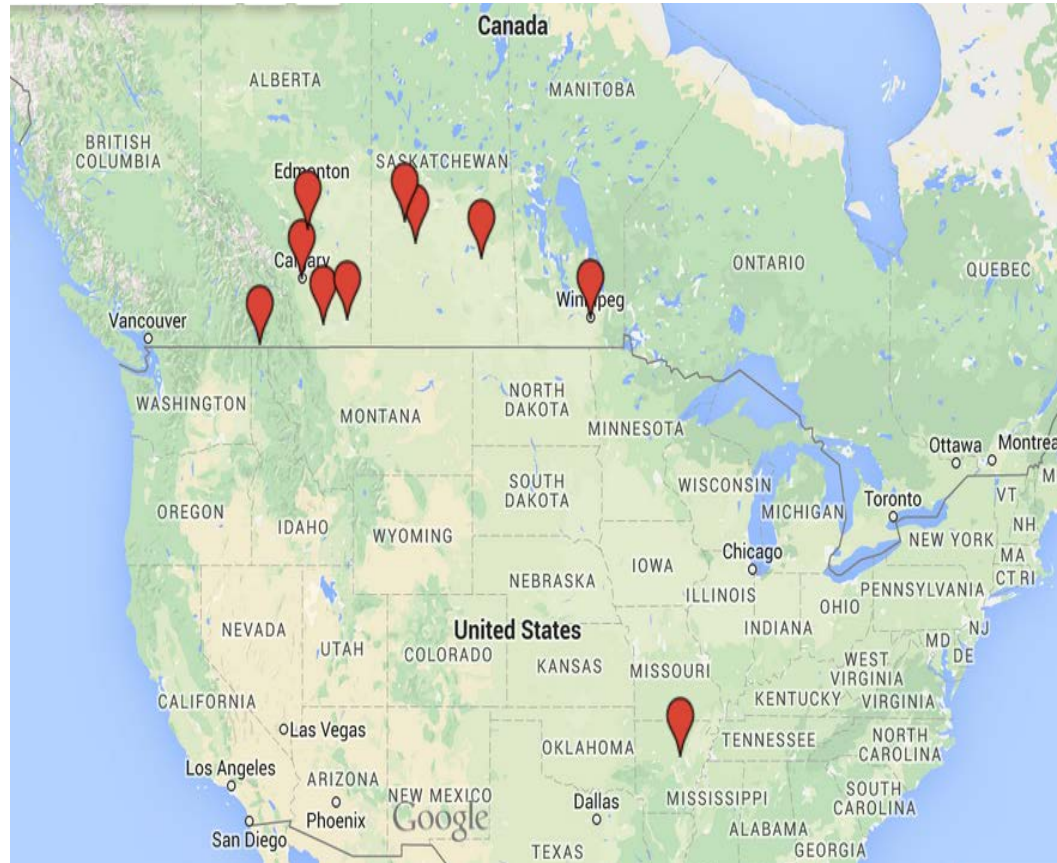 Canada
ALBERTA
MANITOBA
BRITISH
COLUMBIA
SASKATCHEWAN
Edmonton
ONTARIO
QUEBEC
Calgary
Winnipeg
Vancouver
WASHINGTON
MONTANA
NORTH
DAKOTA
MINNESOTA
Ottawa
Montrea
M
SOUTH
DAKOTA
WISCONSIN
MICHIGAN
Toronto
VT
NH
OREGON
IDAHO
WYOMING
NEW YORK
MA
CT RI
Chicago
IOWA
NEBRASKA
ILLINOIS
OHIO
PENNSYLVANIA
NEVADA
UTAH
United States
COLORADO
INDIANA
NJ
MD
DE
KANSAS
MISSOURI
WEST
VIRGINIA
KENTUCKY
VIRGINIA
CALIFORNIA
Las Vegas
OKLAHOMA
TENNESSEE
NORTH
CAROLINA
Los Angeles
ARIZONA
NEW MEXICO
Phoenix
Google
Dallas
MISSISSIPPI
SOUTH
CAROLINA
San Diego
TEXAS
ALABAMA
GEORGIA